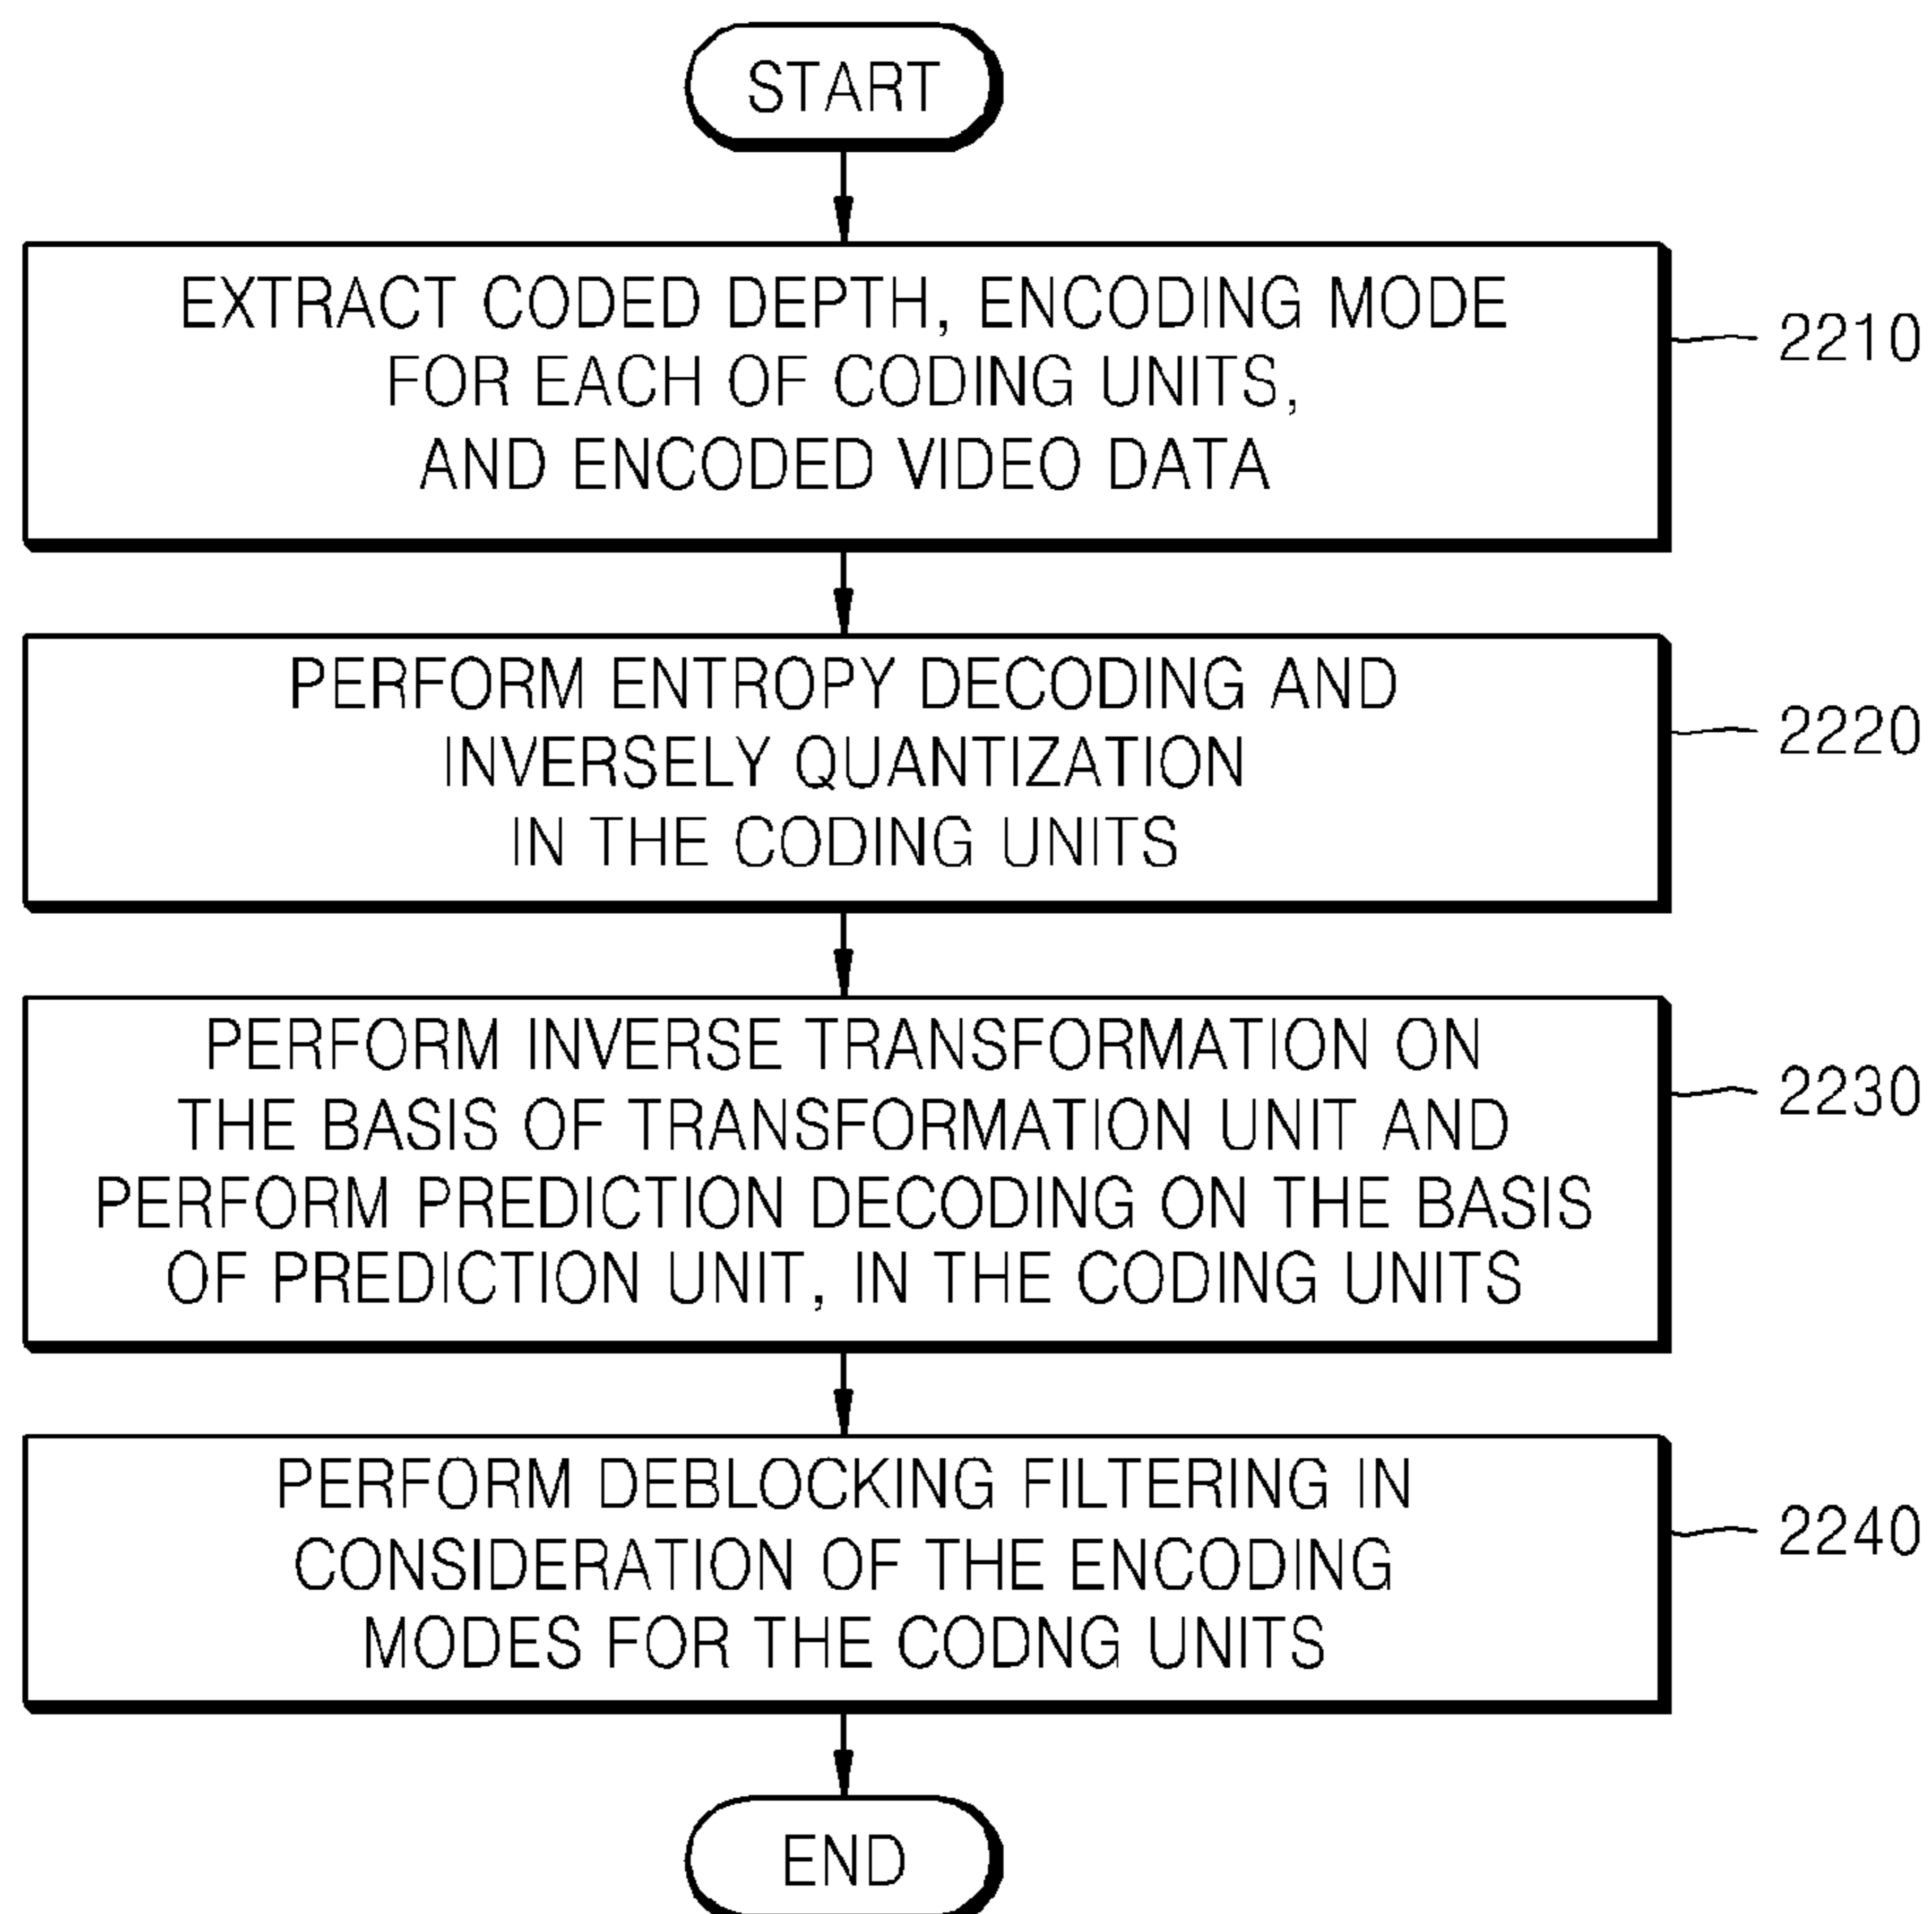 START
EXTRACT CODED DEPTH, ENCODING MODE
FOR EACH OF CODING UNITS,
AND ENCODED VIDEO DATA
2210
PERFORM ENTROPY DECODING AND
INVERSELY QUANTIZATION
IN THE CODING UNITS
2220
PERFORM INVERSE TRANSFORMATION ON
THE BASIS OF TRANSFORMATION UNIT AND
PERFORM PREDICTION DECODING ON THE BASIS
OF PREDICTION UNIT, IN THE CODING UNITS
2230
PERFORM DEBLOCKING FILTERING IN
CONSIDERATION OF THE ENCODING
MODES FOR THE CODNG UNITS
2240
END